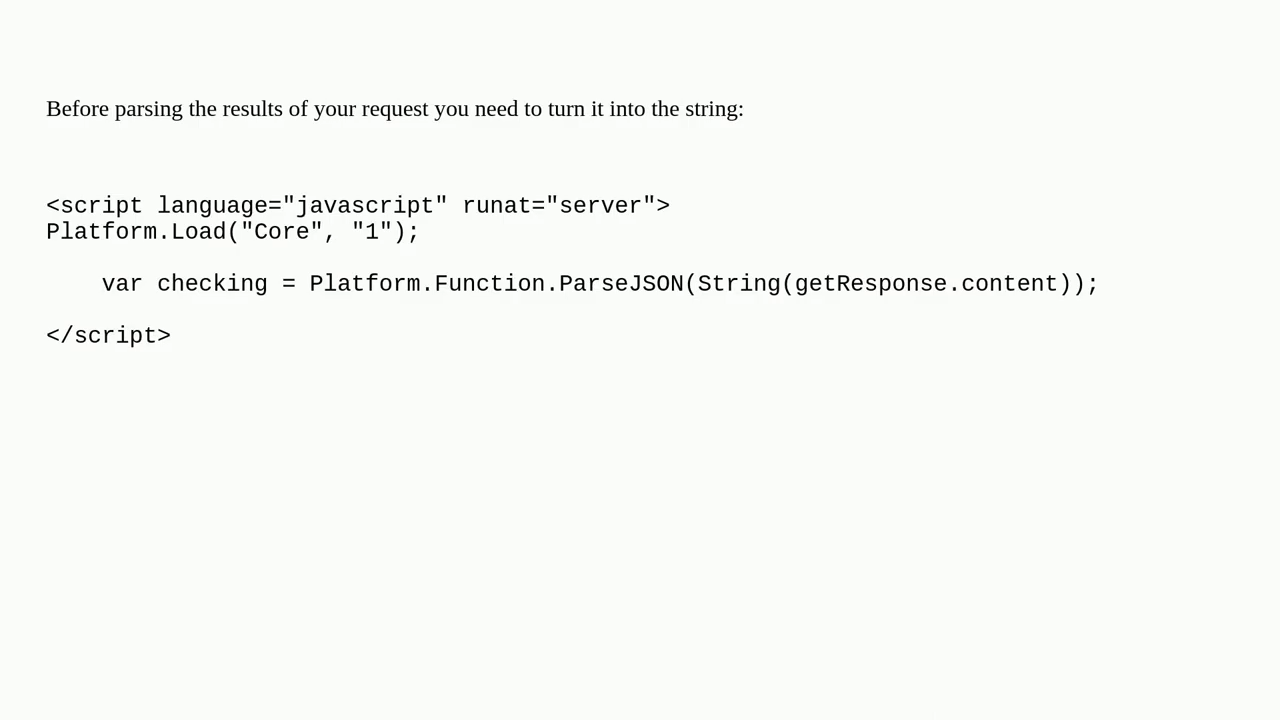 Before parsing the results of your request you need to turn it into the string:
<script language="javascript" runat="server">
Platform.Load("Core", "1");
    var checking = Platform.Function.ParseJSON(String(getResponse.content));
</script>